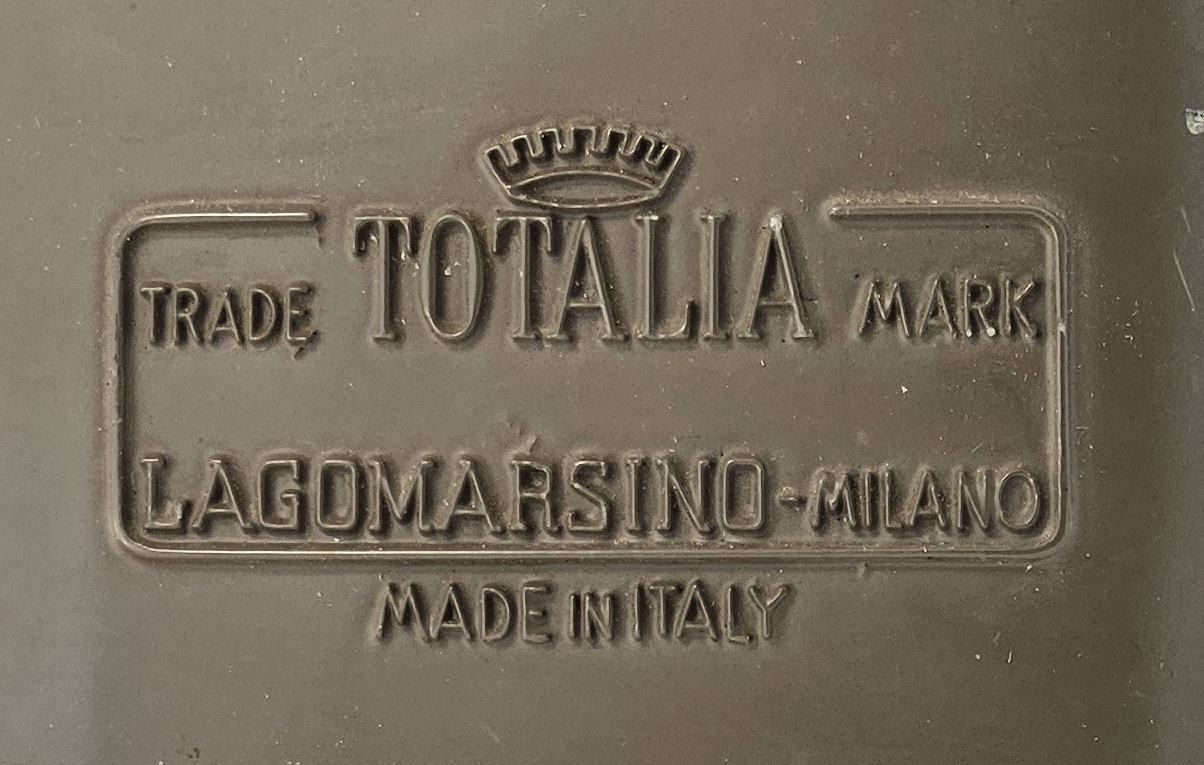 TRADE TOTALIA MARK
LAGOMARSINO-MILANO
MADE IN ITALY